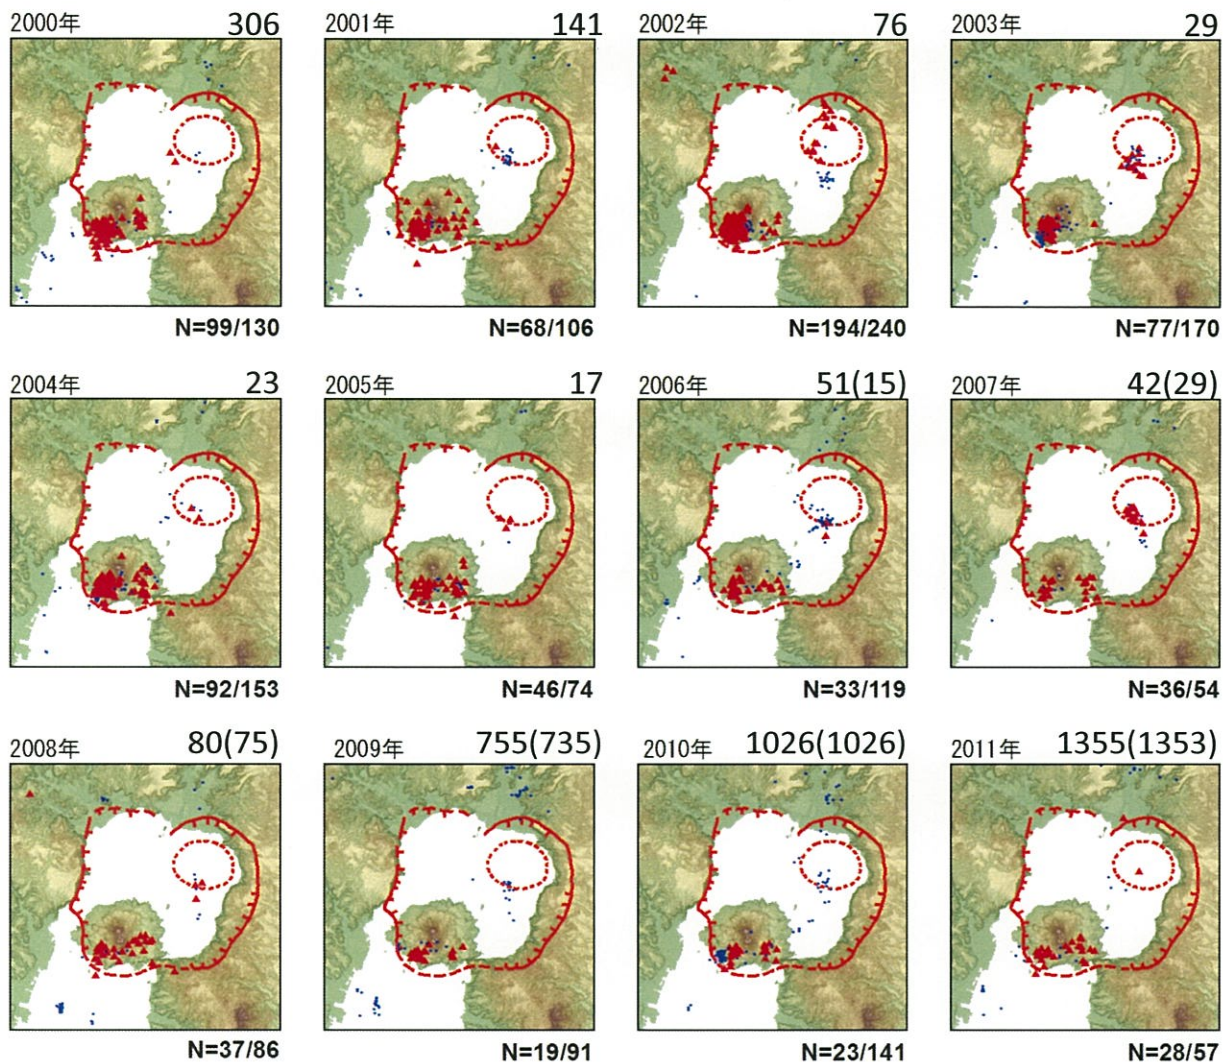 2000年 306
2001年 141
2002年 76
2003年 29
N=99/130
N=68/106
N=194/240
N=77/170
2004年 23
2005年 17
2006年 51(15)
2007年 42(29)
N=92/153
N=46/74
N=33/119
N=36/54
2008年 80(75)
2009年 755(735)
2010年 1026(1026)
2011年 1355(1353)
N=37/86
N=19/91
N=23/141
N=28/57